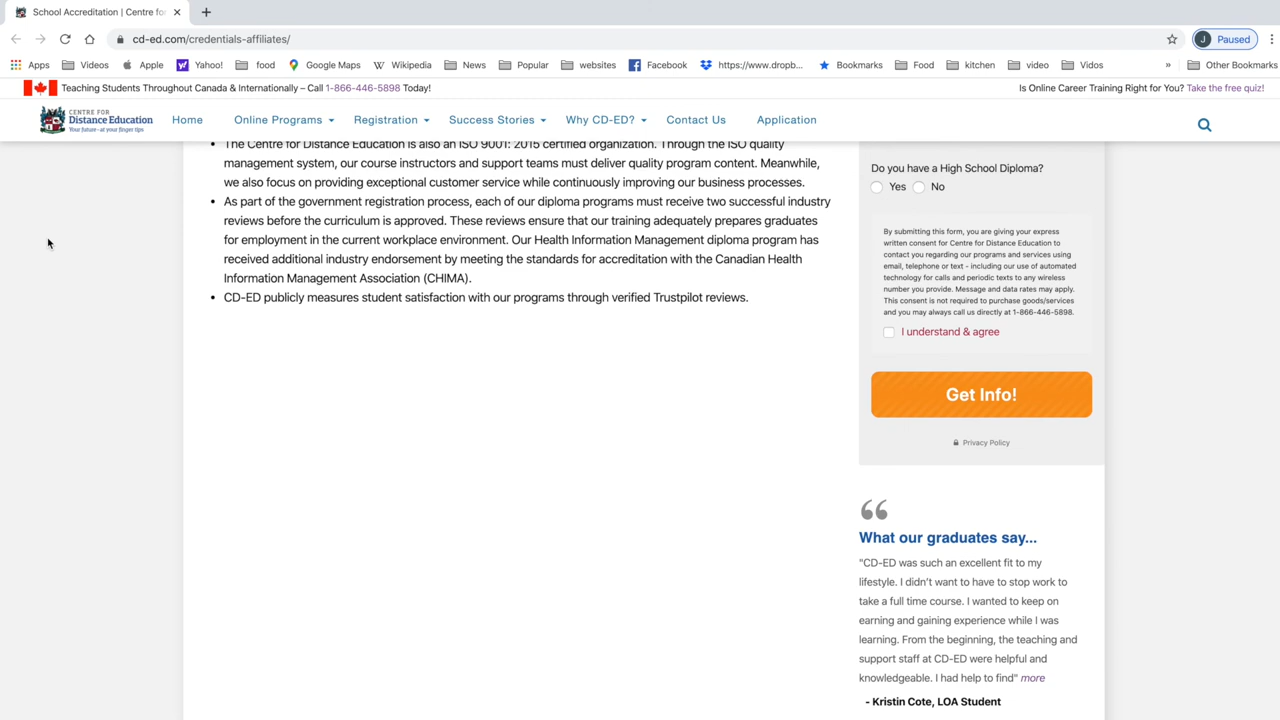 School Accreditation | Centre fo
cd-ed.com/credentials-affiliates/
J Paused
Apps Videos Apple Yahoo! food Google Maps Wikipedia News Popular websites Facebook https://www.dropb... Bookmarks Food kitchen video Vidos » Other Bookmarks
Teaching Students Throughout Canada & Internationally – Call 1-866-446-5898 Today!
Is Online Career Training Right for You? Take the free quiz!
CENTRE FOR
Distance Education
Your future - at your finger tips
Home Online Programs Registration Success Stories Why CD-ED? Contact Us Application
• The Centre for Distance Education is also an ISO 9001: 2015 certified organization. Through the ISO quality
management system, our course instructors and support teams must deliver quality program content. Meanwhile,
we also focus on providing exceptional customer service while continuously improving our business processes.
• As part of the government registration process, each of our diploma programs must receive two successful industry
reviews before the curriculum is approved. These reviews ensure that our training adequately prepares graduates
for employment in the current workplace environment. Our Health Information Management diploma program has
received additional industry endorsement by meeting the standards for accreditation with the Canadian Health
Information Management Association (CHIMA).
• CD-ED publicly measures student satisfaction with our programs through verified Trustpilot reviews.
Do you have a High School Diploma?
Yes No
By submitting this form, you are giving your express
written consent for Centre for Distance Education to
contact you regarding our programs and services using
email, telephone or text - including our use of automated
technology for calls and periodic texts to any wireless
number you provide. Message and data rates may apply.
This consent is not required to purchase goods/services
and you may always call us directly at 1-866-446-5898.
I understand & agree
Get Info!
Privacy Policy
What our graduates say...
"CD-ED was such an excellent fit to my
lifestyle. I didn't want to have to stop work to
take a full time course. I wanted to keep on
earning and gaining experience while I was
learning. From the beginning, the teaching and
support staff at CD-ED were helpful and
knowledgeable. I had help to find" more
- Kristin Cote, LOA Student